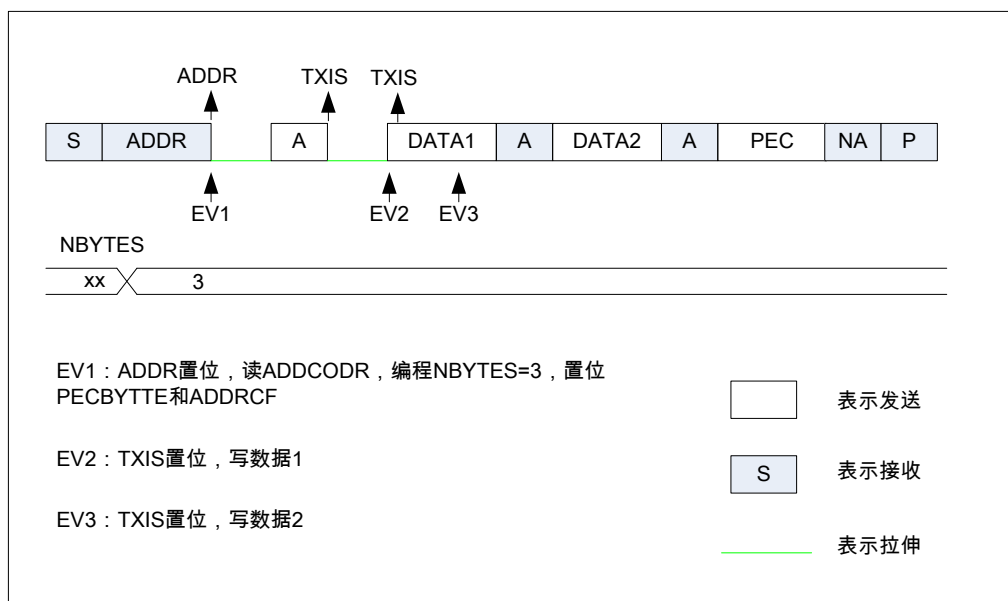 ADDR TXIS TXIS
S ADDR A DATA1 A DATA2 A PEC NA P
EV1 EV2 EV3
NBYTES
xx 3
EV1：ADDR置位，读ADDCODR，编程NBYTES=3，置位
PECBYTTE和ADDRCF
表示发送
EV2：TXIS置位，写数据1
S 表示接收
EV3：TXIS置位，写数据2
表示拉伸